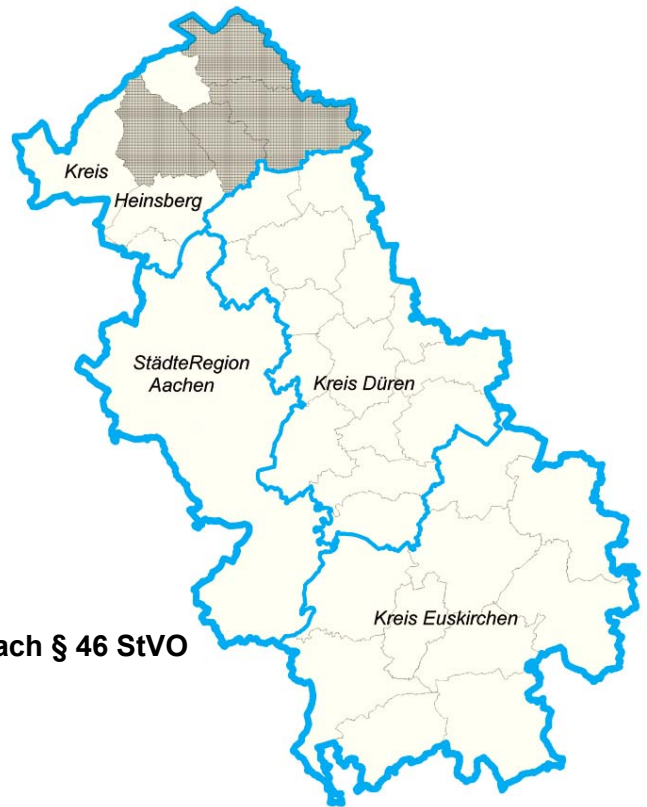 Kreis
Heinsberg
StädteRegion
Aachen
Kreis Düren
Kreis Euskirchen
ach § 46 StVO